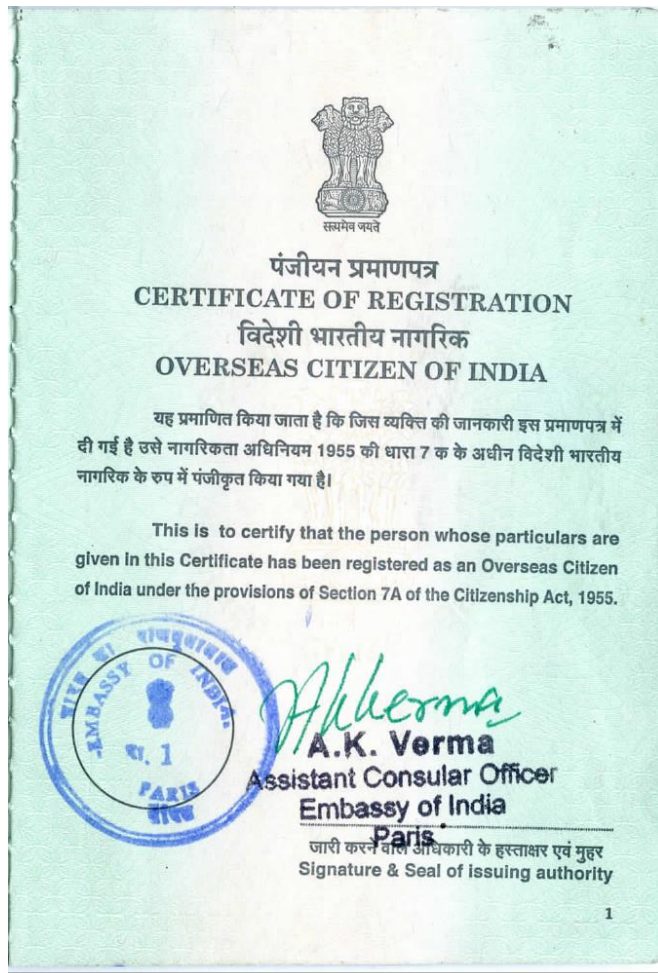 सत्यमेव जयते
पंजीयन प्रमाणपत्र
CERTIFICATE OF REGISTRATION
विदेशी भारतीय नागरिक
OVERSEAS CITIZEN OF INDIA
यह प्रमाणित किया जाता है कि जिस व्यक्ति की जानकारी इस प्रमाणपत्र में
दी गई है उसे नागरिकता अधिनियम 1955 की धारा 7 क के अधीन विदेशी भारतीय
नागरिक के रुप में पंजीकृत किया गया है।
This is to certify that the person whose particulars are
given in this Certificate has been registered as an Overseas Citizen
of India under the provisions of Section 7A of the Citizenship Act, 1955.
भारत का राजदूतावास
EMBASSY OF INDIA
रा. 1
PARIS
पेरिस
AKVerma
A.K. Verma
Assistant Consular Officer
Embassy of India
Paris
जारी करने वाले अधिकारी के हस्ताक्षर एवं मुहर
Signature & Seal of issuing authority
1